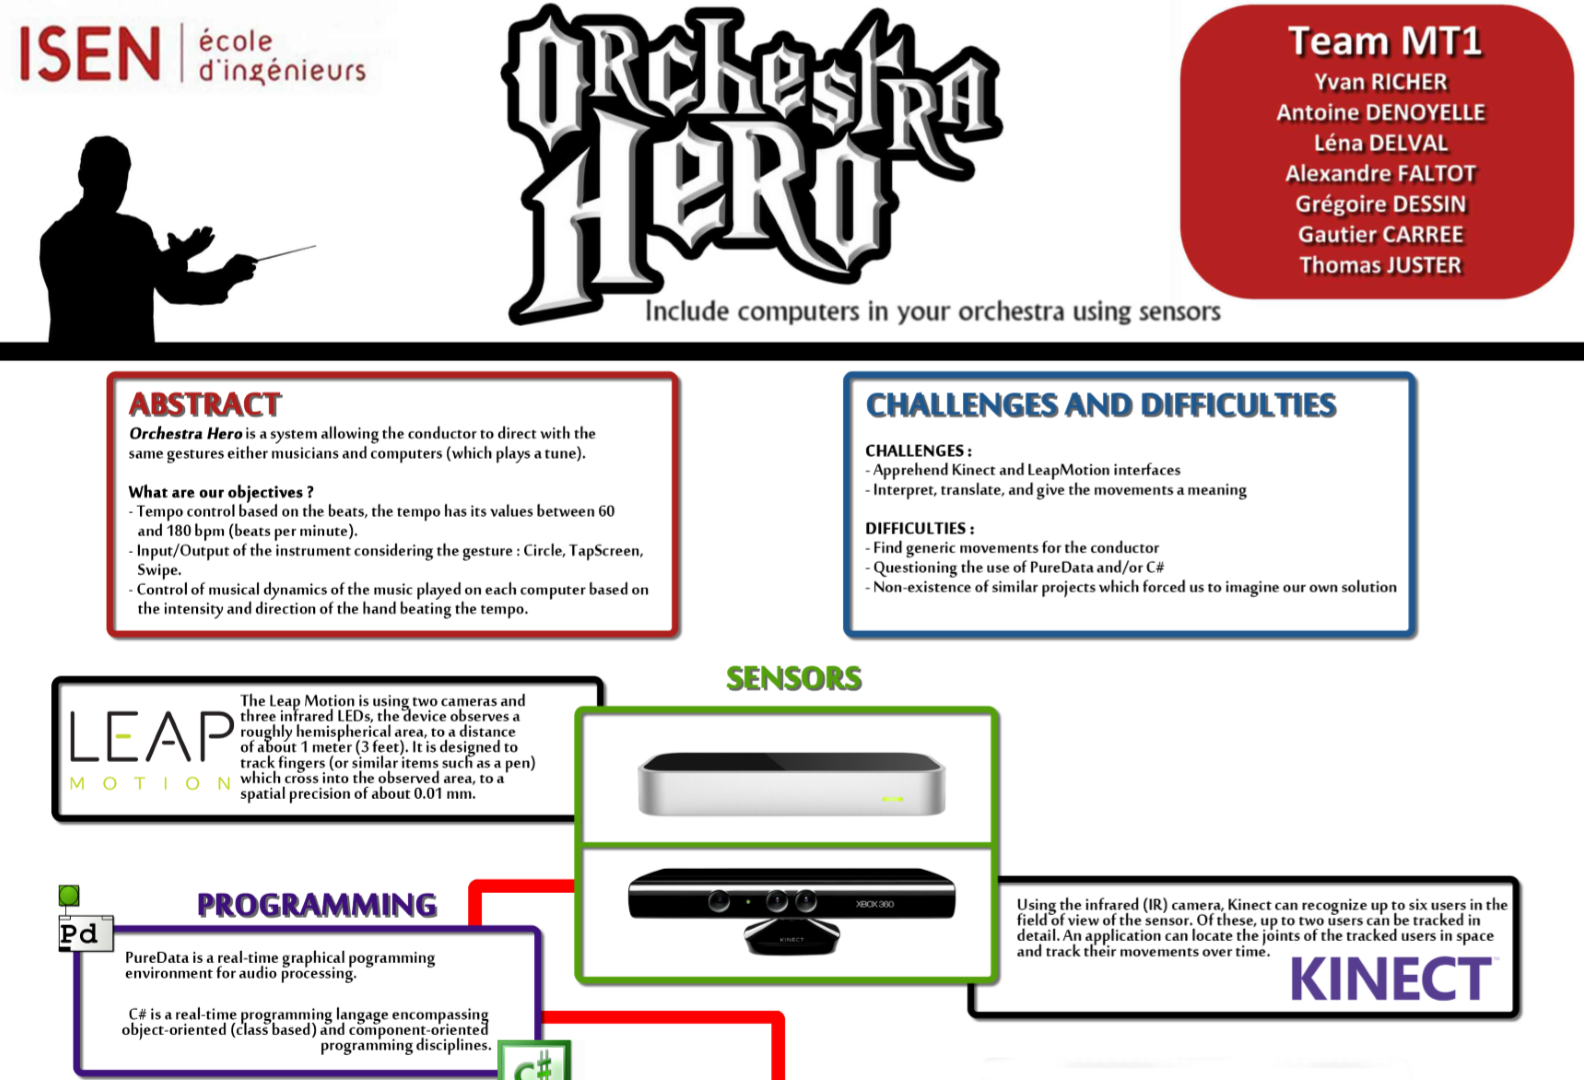 ISEN école
d'ingénieurs
ORCHESTRA
HERO
Include computers in your orchestra using sensors
Team MT1
Yvan RICHER
Antoine DENOYELLE
Léna DELVAL
Alexandre FALTOT
Grégoire DESSIN
Gautier CARREE
Thomas JUSTER
ABSTRACT
Orchestra Hero is a system allowing the conductor to direct with the
same gestures either musicians and computers (which plays a tune).
What are our objectives ?
- Tempo control based on the beats, the tempo has its values between 60
and 180 bpm (beats per minute).
- Input/Output of the instrument considering the gesture : Circle, TapScreen,
Swipe.
- Control of musical dynamics of the music played on each computer based on
the intensity and direction of the hand beating the tempo.
CHALLENGES AND DIFFICULTIES
CHALLENGES :
- Apprehend Kinect and LeapMotion interfaces
- Interpret, translate, and give the movements a meaning
DIFFICULTIES :
- Find generic movements for the conductor
- Questioning the use of PureData and/or C#
- Non-existence of similar projects which forced us to imagine our own solution
SENSORS
LEAP
MOTION
The Leap Motion is using two cameras and
three infrared LEDs, the device observes a
roughly hemispherical area, to a distance
of about 1 meter (3 feet). It is designed to
track fingers (or similar items such as a pen)
which cross into the observed area, to a
spatial precision of about 0.01 mm.
XBOX 360
KINECT
Using the infrared (IR) camera, Kinect can recognize up to six users in the
field of view of the sensor. Of these, up to two users can be tracked in
detail. An application can locate the joints of the tracked users in space
and track their movements over time.
KINECT™
PROGRAMMING
Pd
PureData is a real-time graphical pogramming
environment for audio processing.
C# is a real-time programming langage encompassing
object-oriented (class based) and component-oriented
programming disciplines.
C#